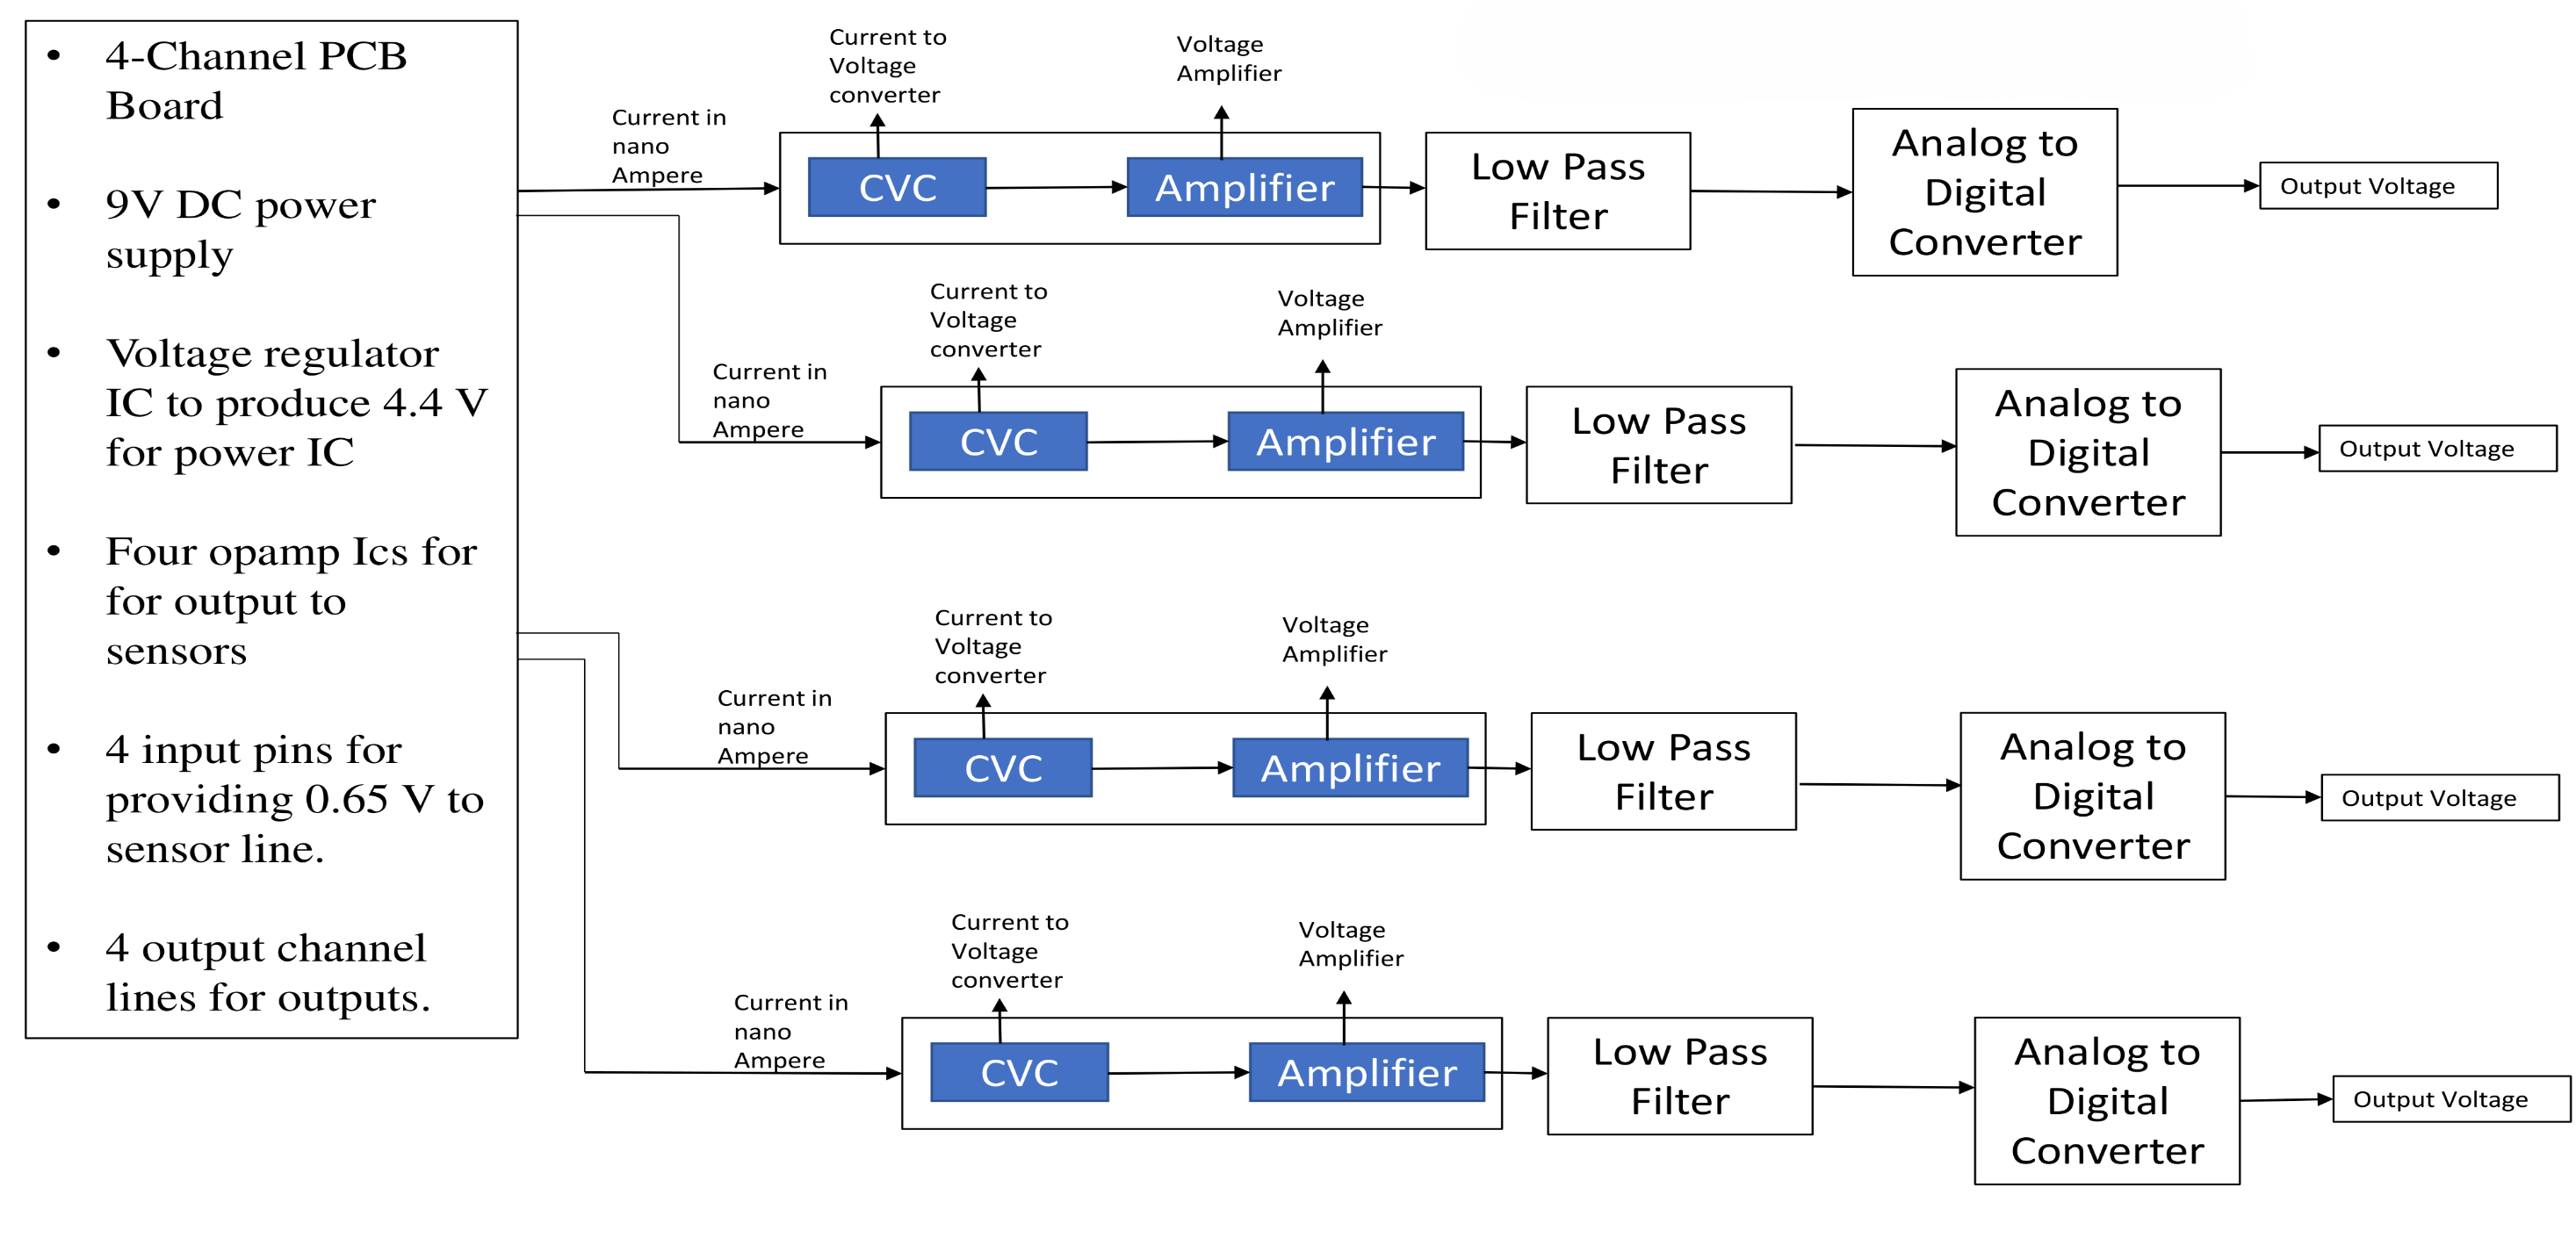 • 4-Channel PCB
Board
• 9V DC power
supply
• Voltage regulator
IC to produce 4.4 V
for power IC
• Four opamp Ics for
for output to
sensors
• 4 input pins for
providing 0.65 V to
sensor line.
• 4 output channel
lines for outputs.
Current in
nano
Ampere
Current to
Voltage
converter
Voltage
Amplifier
CVC
Amplifier
Low Pass
Filter
Analog to
Digital
Converter
Output Voltage
Current in
nano
Ampere
Current to
Voltage
converter
Voltage
Amplifier
CVC
Amplifier
Low Pass
Filter
Analog to
Digital
Converter
Output Voltage
Current in
nano
Ampere
Current to
Voltage
converter
Voltage
Amplifier
CVC
Amplifier
Low Pass
Filter
Analog to
Digital
Converter
Output Voltage
Current in
nano
Ampere
Current to
Voltage
converter
Voltage
Amplifier
CVC
Amplifier
Low Pass
Filter
Analog to
Digital
Converter
Output Voltage